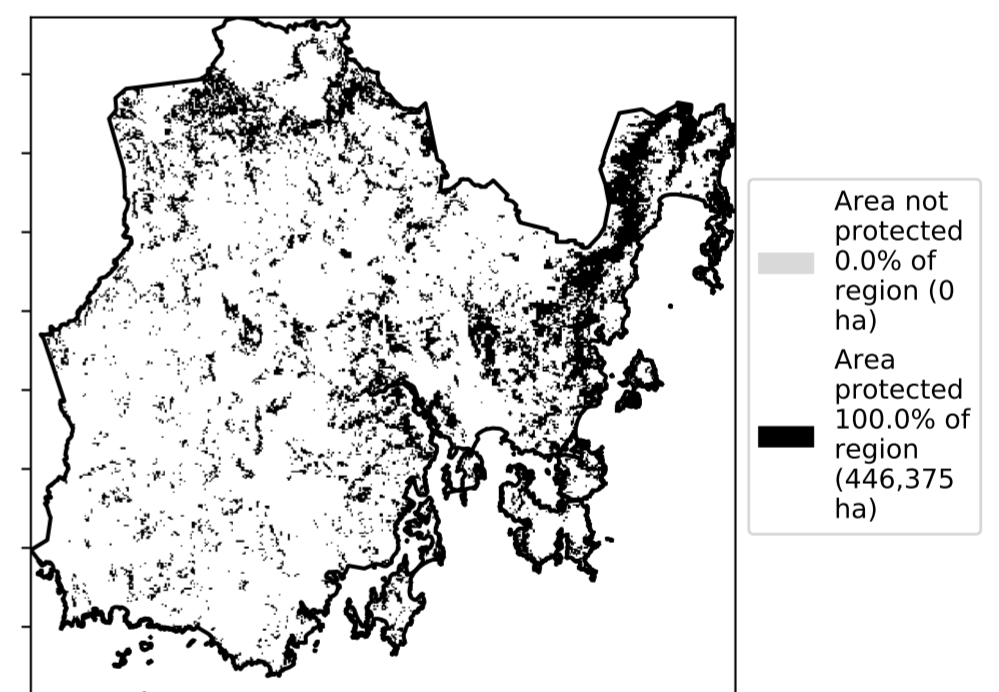 Area not
protected
0.0% of
region (0
ha)
Area
protected
100.0% of
region
(446,375
ha)